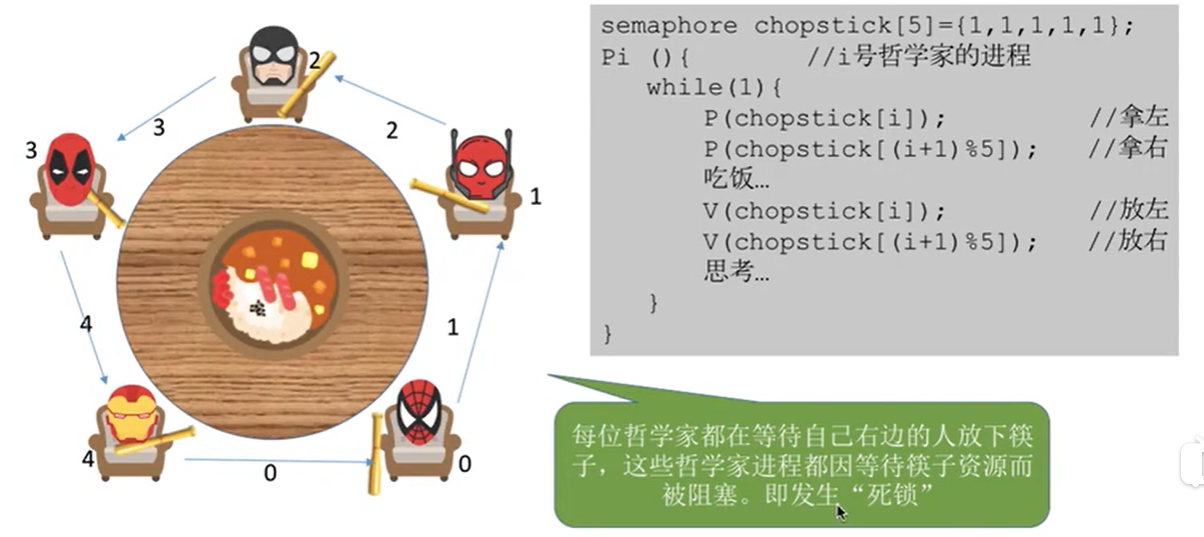 semaphore chopstick[5]={1,1,1,1,1};
Pi (){ //i号哲学家的进程
while(1){
P(chopstick[i]); //拿左
P(chopstick[(i+1)%5]); //拿右
吃饭…
V(chopstick[i]); //放左
V(chopstick[(i+1)%5]); //放右
思考…
}
}
2
3
2
3
1
4
1
4
0
0
每位哲学家都在等待自己右边的人放下筷
子，这些哲学家进程都因等待筷子资源而
被阻塞。即发生“死锁”